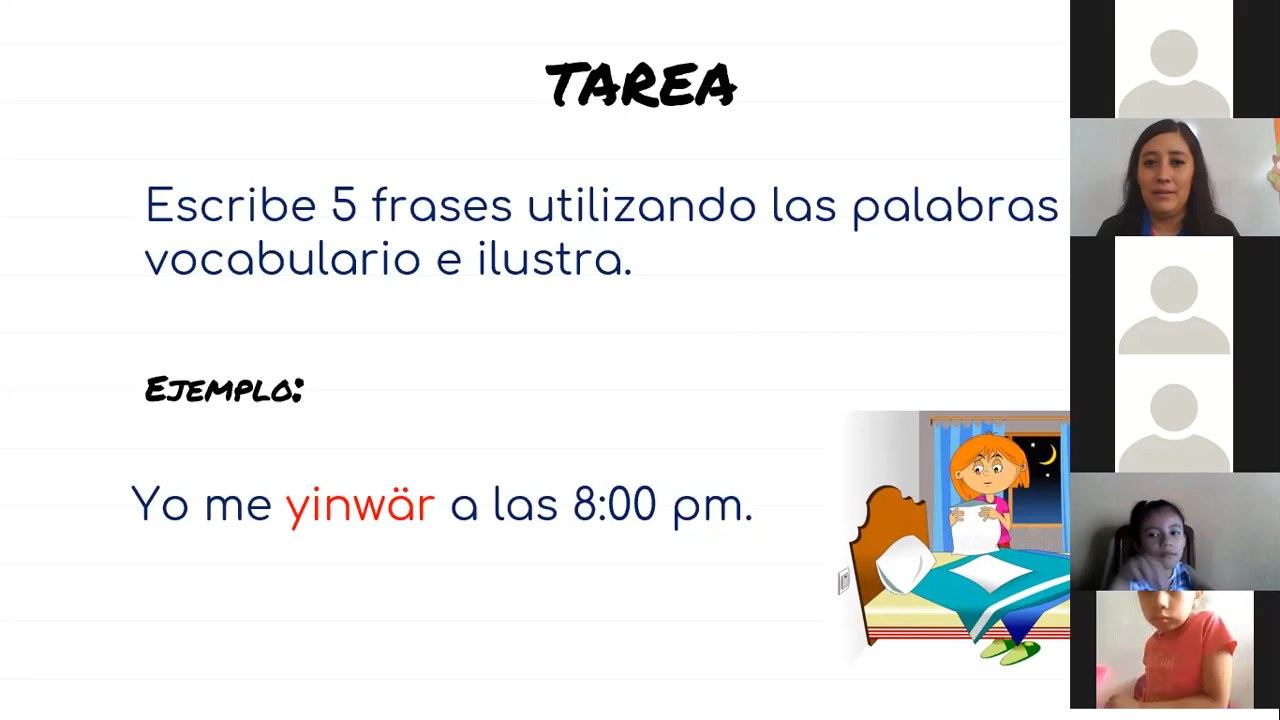 TAREA
Escribe 5 frases utilizando las palabras
vocabulario e ilustra.
EJEMPLO:
Yo me yinwär a las 8:00 pm.